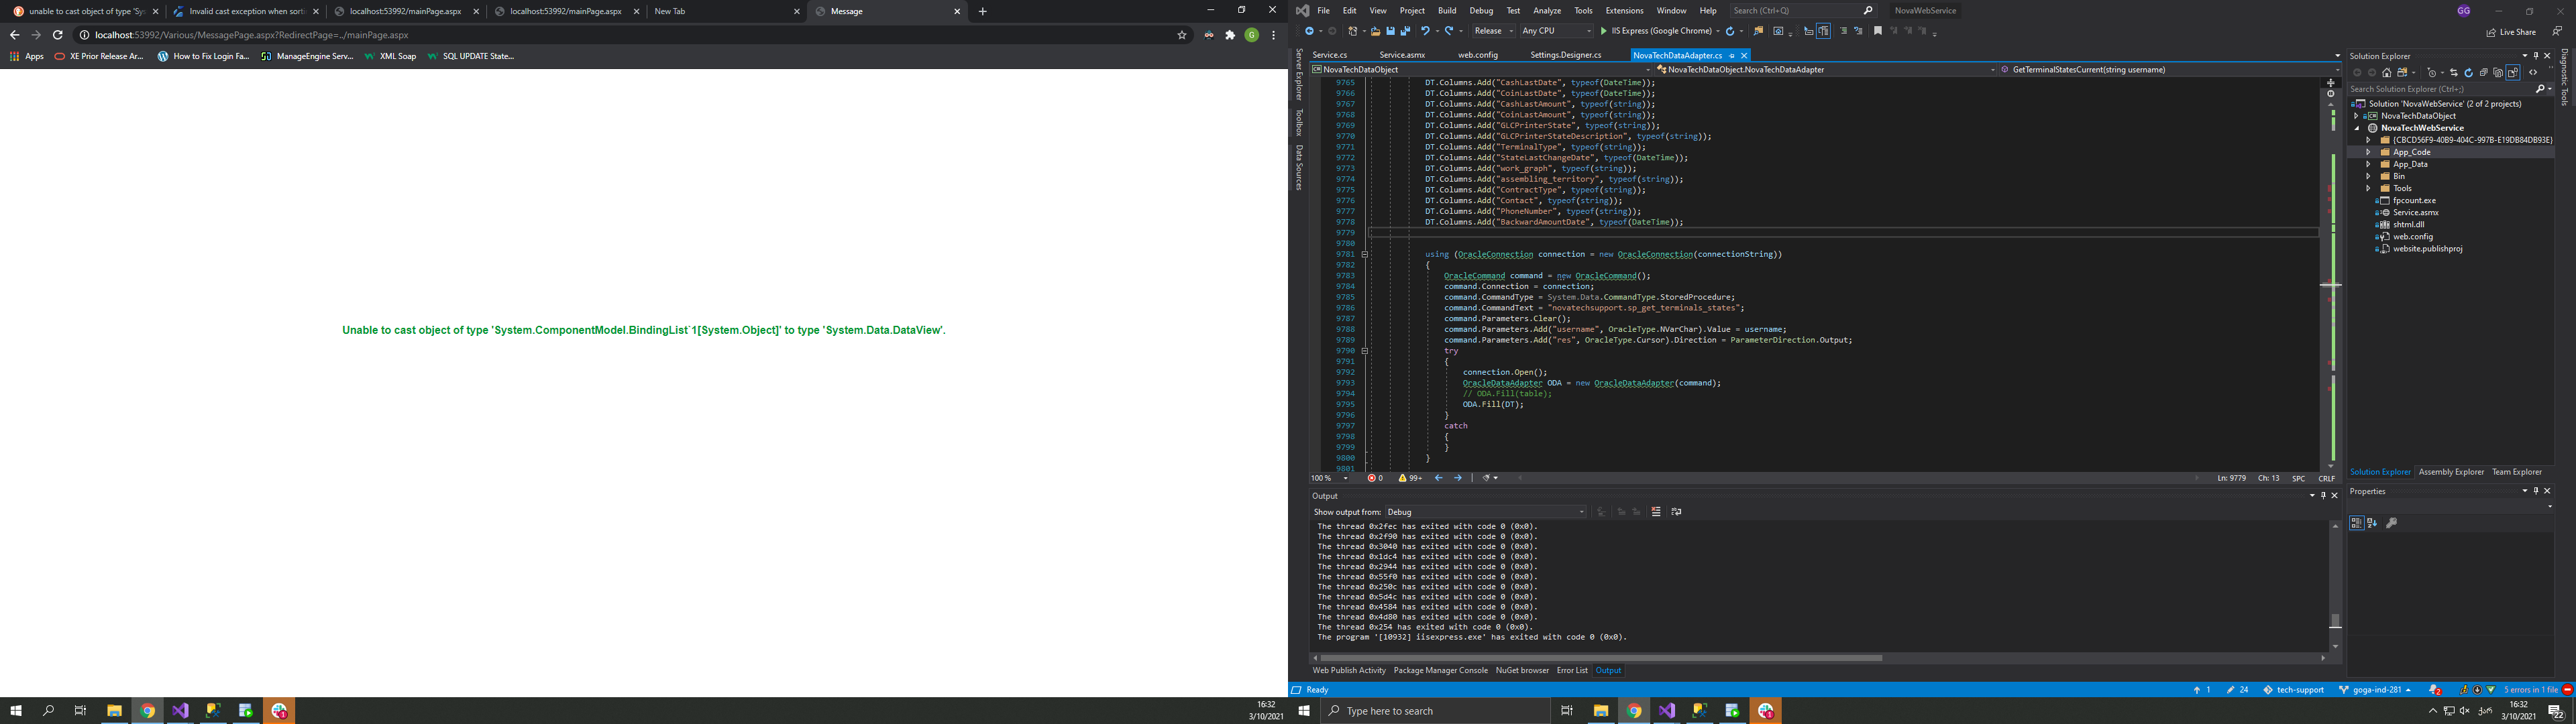 unable to cast object of type 'Sys
Invalid cast exception when sorti
localhost:53992/mainPage.aspx
localhost:53992/mainPage.aspx
New Tab
Message
localhost:53992/Various/MessagePage.aspx?RedirectPage=../mainPage.aspx
G
Apps
XE Prior Release Ar...
How to Fix Login Fa...
ManageEngine Serv...
XML Soap
SQL UPDATE State...
Unable to cast object of type 'System.ComponentModel.BindingList`1[System.Object]' to type 'System.Data.DataView'.
16:32
3/10/2021
File Edit View Project Build Debug Test Analyze Tools Extensions Window Help
Search (Ctrl+Q)
NovaWebService
GG
Release
Any CPU
IIS Express (Google Chrome)
Live Share
Server Explorer
Toolbox
Data Sources
Service.cs
Service.asmx
web.config
Settings.Designer.cs
NovaTechDataAdapter.cs
NovaTechDataObject
NovaTechDataObject.NovaTechDataAdapter
GetTerminalStatesCurrent(string username)
9765 DT.Columns.Add("CashLastDate", typeof(DateTime));
9766 DT.Columns.Add("CoinLastDate", typeof(DateTime));
9767 DT.Columns.Add("CashLastAmount", typeof(string));
9768 DT.Columns.Add("CoinLastAmount", typeof(string));
9769 DT.Columns.Add("GLCPrinterState", typeof(string));
9770 DT.Columns.Add("GLCPrinterStateDescription", typeof(string));
9771 DT.Columns.Add("TerminalType", typeof(string));
9772 DT.Columns.Add("StateLastChangeDate", typeof(DateTime));
9773 DT.Columns.Add("work_graph", typeof(string));
9774 DT.Columns.Add("assembling_territory", typeof(string));
9775 DT.Columns.Add("ContractType", typeof(string));
9776 DT.Columns.Add("Contact", typeof(string));
9777 DT.Columns.Add("PhoneNumber", typeof(string));
9778 DT.Columns.Add("BackwardAmountDate", typeof(DateTime));
9779
9780
9781 using (OracleConnection connection = new OracleConnection(connectionString))
9782 {
9783 OracleCommand command = new OracleCommand();
9784 command.Connection = connection;
9785 command.CommandType = System.Data.CommandType.StoredProcedure;
9786 command.CommandText = "novatechsupport.sp_get_terminals_states";
9787 command.Parameters.Clear();
9788 command.Parameters.Add("username", OracleType.NVarChar).Value = username;
9789 command.Parameters.Add("res", OracleType.Cursor).Direction = ParameterDirection.Output;
9790 try
9791 {
9792 connection.Open();
9793 OracleDataAdapter ODA = new OracleDataAdapter(command);
9794 // ODA.Fill(table);
9795 ODA.Fill(DT);
9796 }
9797 catch
9798 {
9799 }
9800 }
9801
100 %
0
99+
Ln: 9779 Ch: 13 SPC CRLF
Output
Show output from: Debug
The thread 0x2fec has exited with code 0 (0x0).
The thread 0x2f90 has exited with code 0 (0x0).
The thread 0x3040 has exited with code 0 (0x0).
The thread 0x1dc4 has exited with code 0 (0x0).
The thread 0x2944 has exited with code 0 (0x0).
The thread 0x55f0 has exited with code 0 (0x0).
The thread 0x250c has exited with code 0 (0x0).
The thread 0x5d4c has exited with code 0 (0x0).
The thread 0x4584 has exited with code 0 (0x0).
The thread 0x4d80 has exited with code 0 (0x0).
The thread 0x254 has exited with code 0 (0x0).
The program '[10932] iisexpress.exe' has exited with code 0 (0x0).
Web Publish Activity Package Manager Console NuGet browser Error List Output
Solution Explorer
Search Solution Explorer (Ctrl+;)
Solution 'NovaWebService' (2 of 2 projects)
NovaTechDataObject
NovaTechWebService
{CBCD56F9-40B9-404C-997B-E19DB84DB93E}
App_Code
App_Data
Bin
Tools
fpcount.exe
Service.asmx
shtml.dll
web.config
website.publishproj
Solution Explorer Assembly Explorer Team Explorer
Properties
Diagnostic Tools
Ready
1
24
tech-support
goga-ind-281
2
5 errors in 1 file
Type here to search
16:32
3/10/2021
22